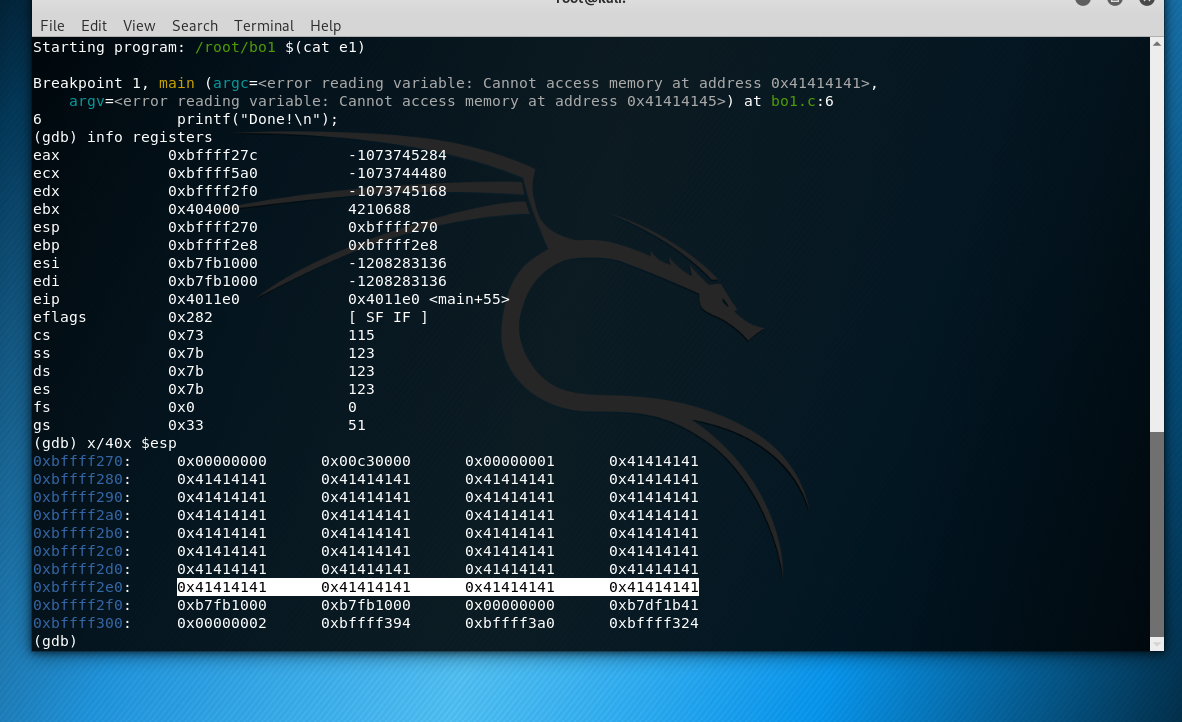 root@kali:
File Edit View Search Terminal Help
Starting program: /root/bo1 $(cat e1)
Breakpoint 1, main (argc=<error reading variable: Cannot access memory at address 0x41414141>,
argv=<error reading variable: Cannot access memory at address 0x41414145>) at bo1.c:6
6 printf("Done!\n");
(gdb) info registers
eax 0xbffff27c -1073745284
ecx 0xbffff5a0 -1073744480
edx 0xbffff2f0 -1073745168
ebx 0x404000 4210688
esp 0xbffff270 0xbffff270
ebp 0xbffff2e8 0xbffff2e8
esi 0xb7fb1000 -1208283136
edi 0xb7fb1000 -1208283136
eip 0x4011e0 0x4011e0 <main+55>
eflags 0x282 [ SF IF ]
cs 0x73 115
ss 0x7b 123
ds 0x7b 123
es 0x7b 123
fs 0x0 0
gs 0x33 51
(gdb) x/40x $esp
0xbffff270: 0x00000000 0x00c30000 0x00000001 0x41414141
0xbffff280: 0x41414141 0x41414141 0x41414141 0x41414141
0xbffff290: 0x41414141 0x41414141 0x41414141 0x41414141
0xbffff2a0: 0x41414141 0x41414141 0x41414141 0x41414141
0xbffff2b0: 0x41414141 0x41414141 0x41414141 0x41414141
0xbffff2c0: 0x41414141 0x41414141 0x41414141 0x41414141
0xbffff2d0: 0x41414141 0x41414141 0x41414141 0x41414141
0xbffff2e0: 0x41414141 0x41414141 0x41414141 0x41414141
0xbffff2f0: 0xb7fb1000 0xb7fb1000 0x00000000 0xb7df1b41
0xbffff300: 0x00000002 0xbffff394 0xbffff3a0 0xbffff324
(gdb)